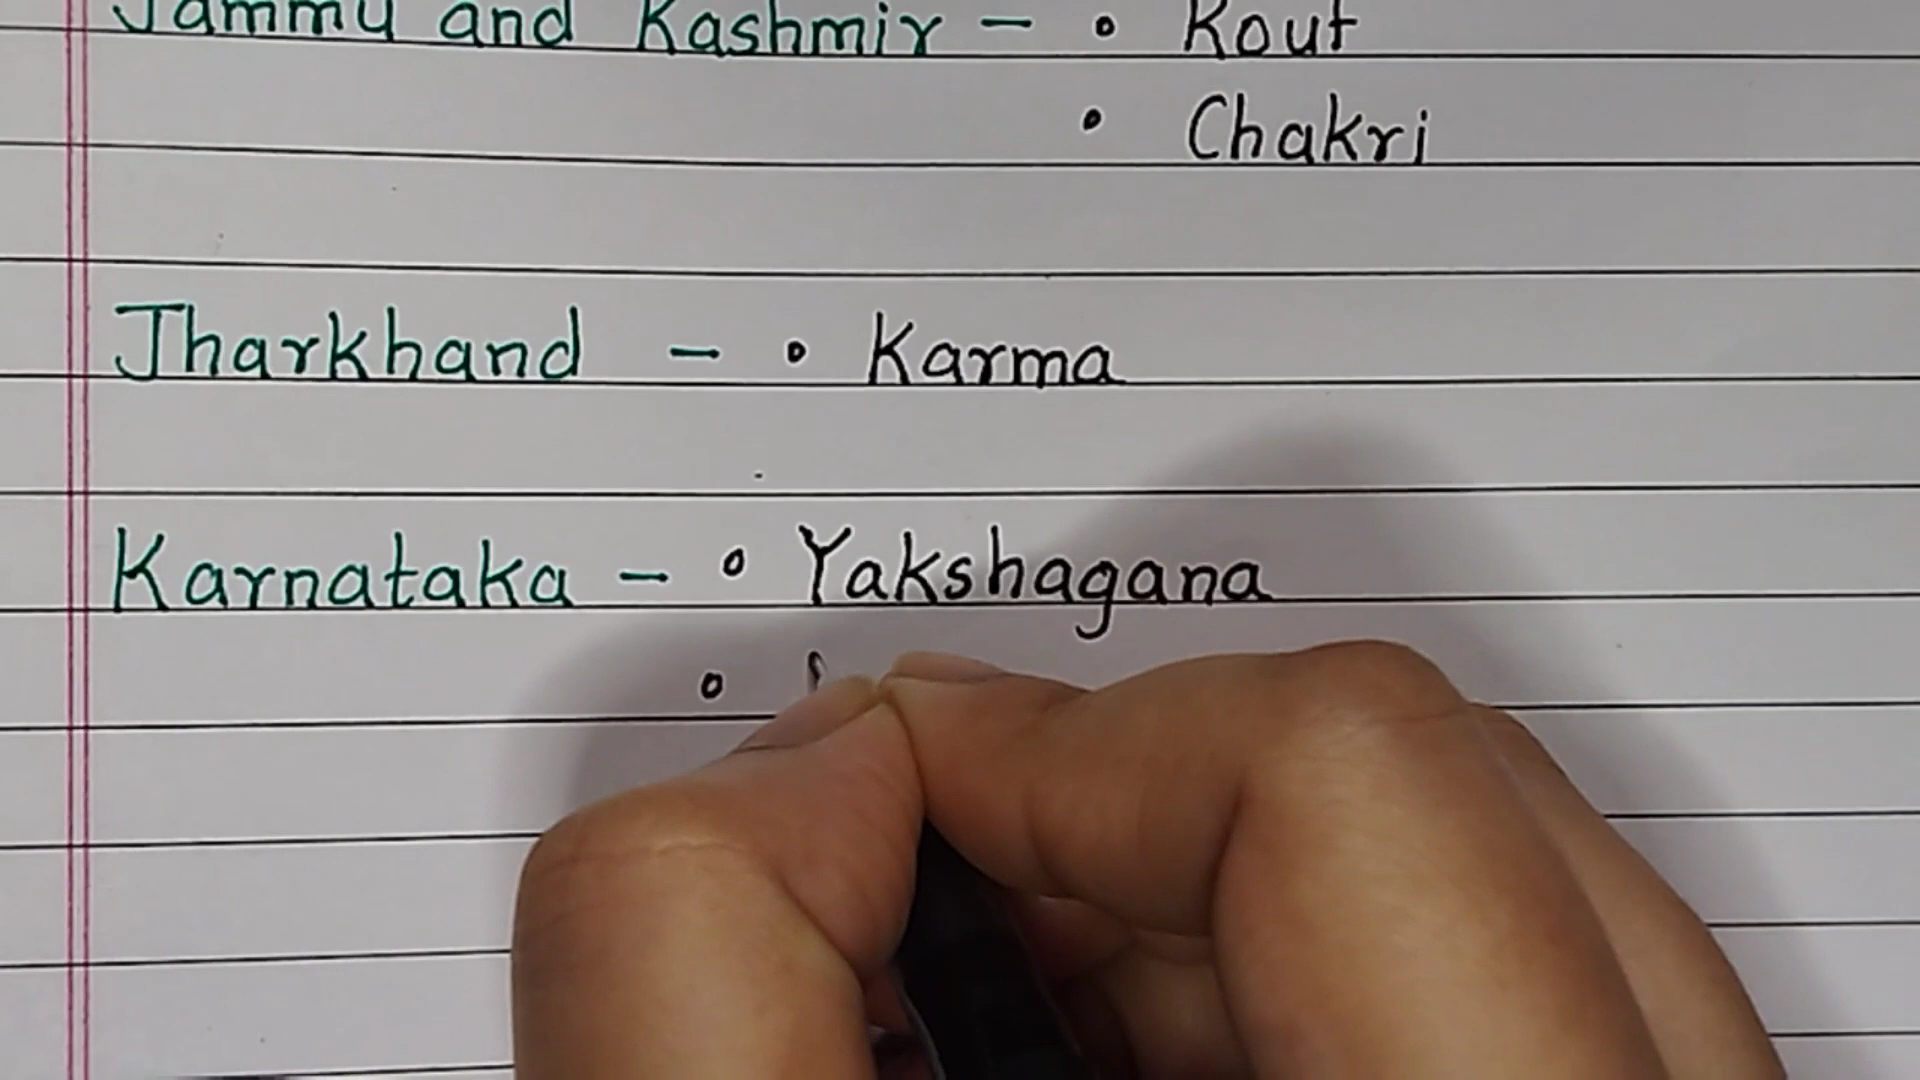 Jammu and Kashmir - • Rouf
• Chakri
Jharkhand - • Karma
Karnataka - • Yakshagana